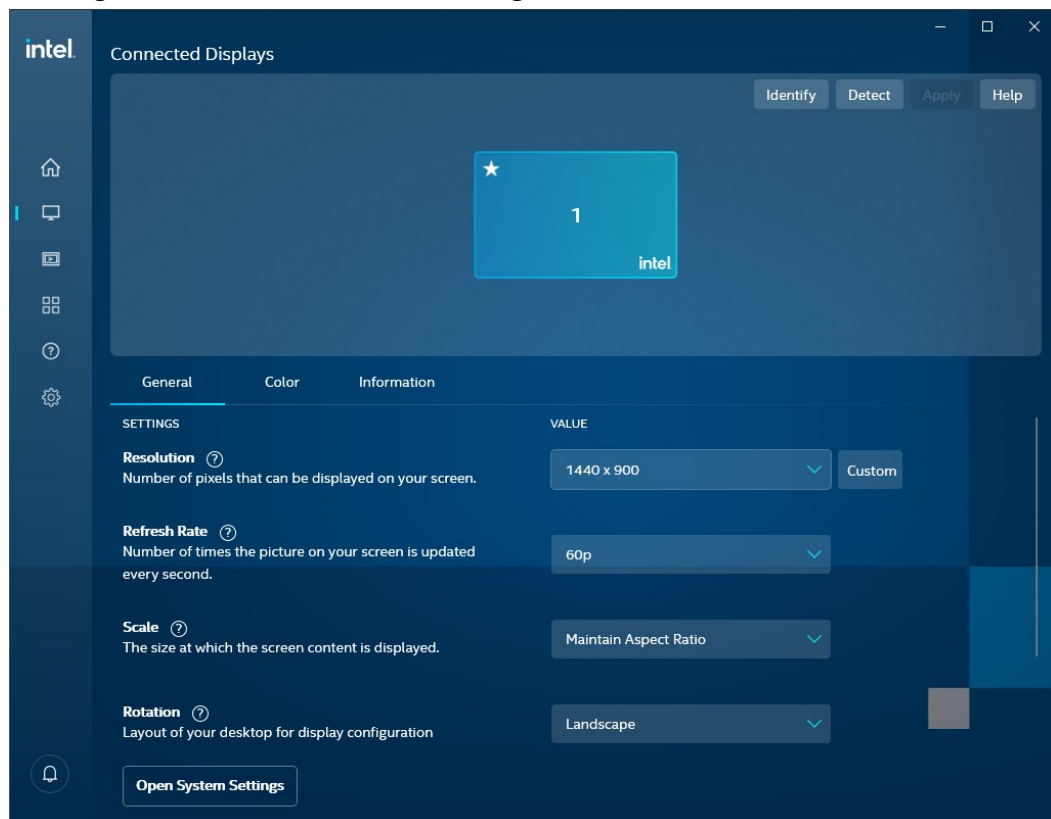 intel.
Connected Displays
Identify
Detect
Apply
Help
1
intel.
General
Color
Information
SETTINGS
VALUE
Resolution ?
Number of pixels that can be displayed on your screen.
1440 x 900
Custom
Refresh Rate ?
Number of times the picture on your screen is updated
every second.
60p
Scale ?
The size at which the screen content is displayed.
Maintain Aspect Ratio
Rotation ?
Layout of your desktop for display configuration
Landscape
Open System Settings